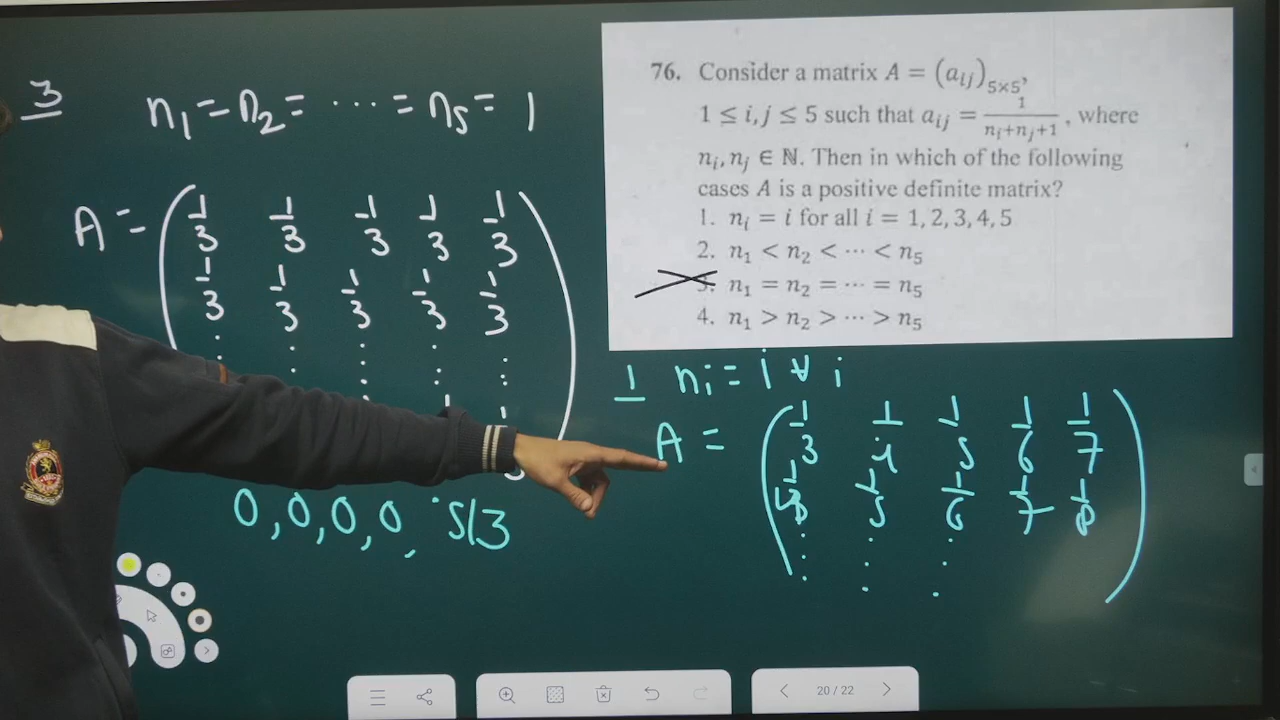 3
n₁ = n₂ = ⋯ = n₅ = 1
A =
1/3 1/3 1/3 1/3 1/3
1/3 1/3 1/3 1/3 1/3
0, 0, 0, 0, 5/3
76. Consider a matrix A = (aᵢⱼ)₅ₓ₅,
1 ≤ i, j ≤ 5 such that aᵢⱼ = 1/(nᵢ+nⱼ+1), where
nᵢ, nⱼ ∈ ℕ. Then in which of the following
cases A is a positive definite matrix?
1. nᵢ = i for all i = 1, 2, 3, 4, 5
2. n₁ < n₂ < ⋯ < n₅
3. n₁ = n₂ = ⋯ = n₅
4. n₁ > n₂ > ⋯ > n₅
1 nᵢ = i ∀ i
A =
1/3 1/4 1/5 1/6 1/7
1/5 1/6 1/7 1/8
20 / 22